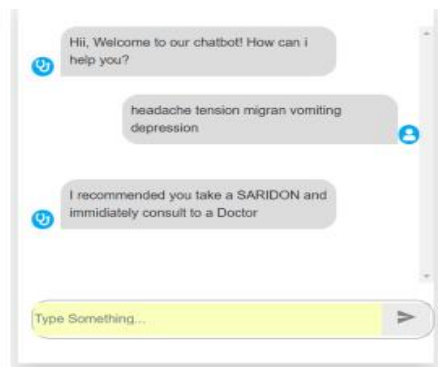 Hii, Welcome to our chatbot! How can i
help you?
headache tension migran vomiting
depression
I recommended you take a SARIDON and
immidiately consult to a Doctor
Type Something...